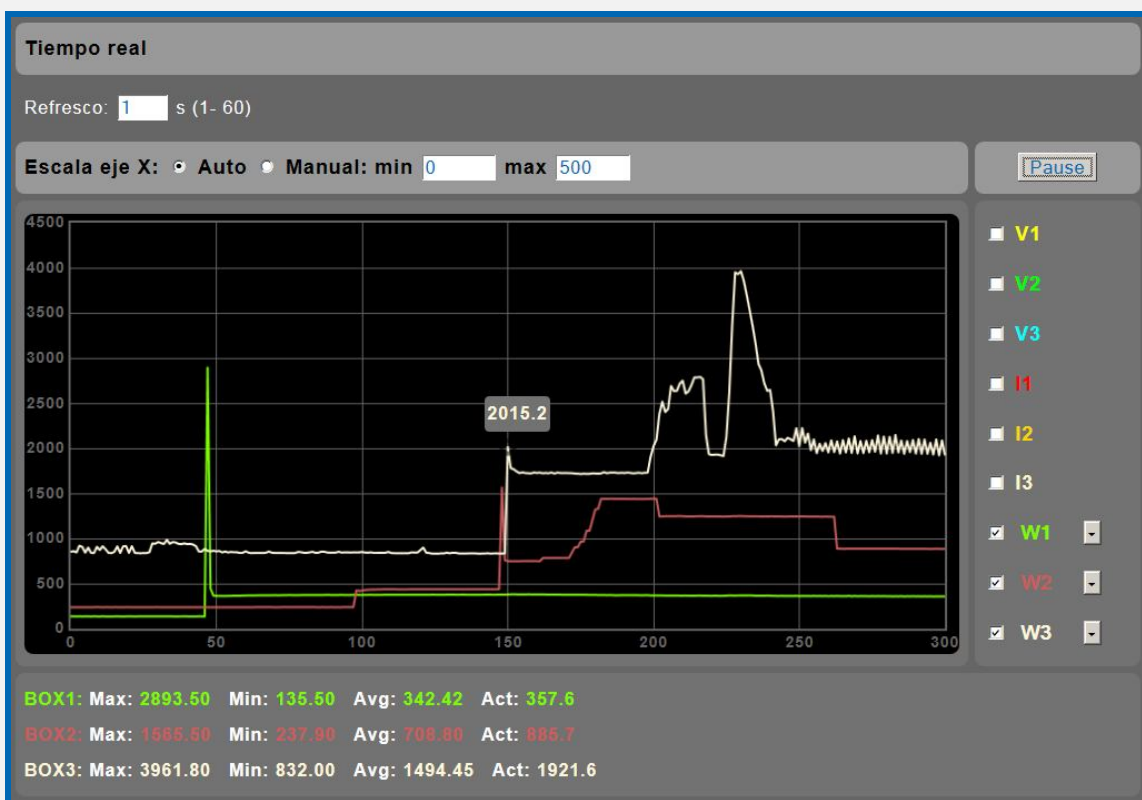 Tiempo real
Refresco: 1 s (1- 60)
Escala eje X: Auto Manual: min 0 max 500
Pause
4500
4000
3500
3000
2500
2000
1500
1000
500
0
2015.2
0 50 100 150 200 250 300
V1
V2
V3
I1
I2
I3
W1
W2
W3
BOX1: Max: 2893.50 Min: 135.50 Avg: 342.42 Act: 357.6
BOX2: Max: 1565.50 Min: 237.90 Avg: 708.80 Act: 885.7
BOX3: Max: 3961.80 Min: 832.00 Avg: 1494.45 Act: 1921.6